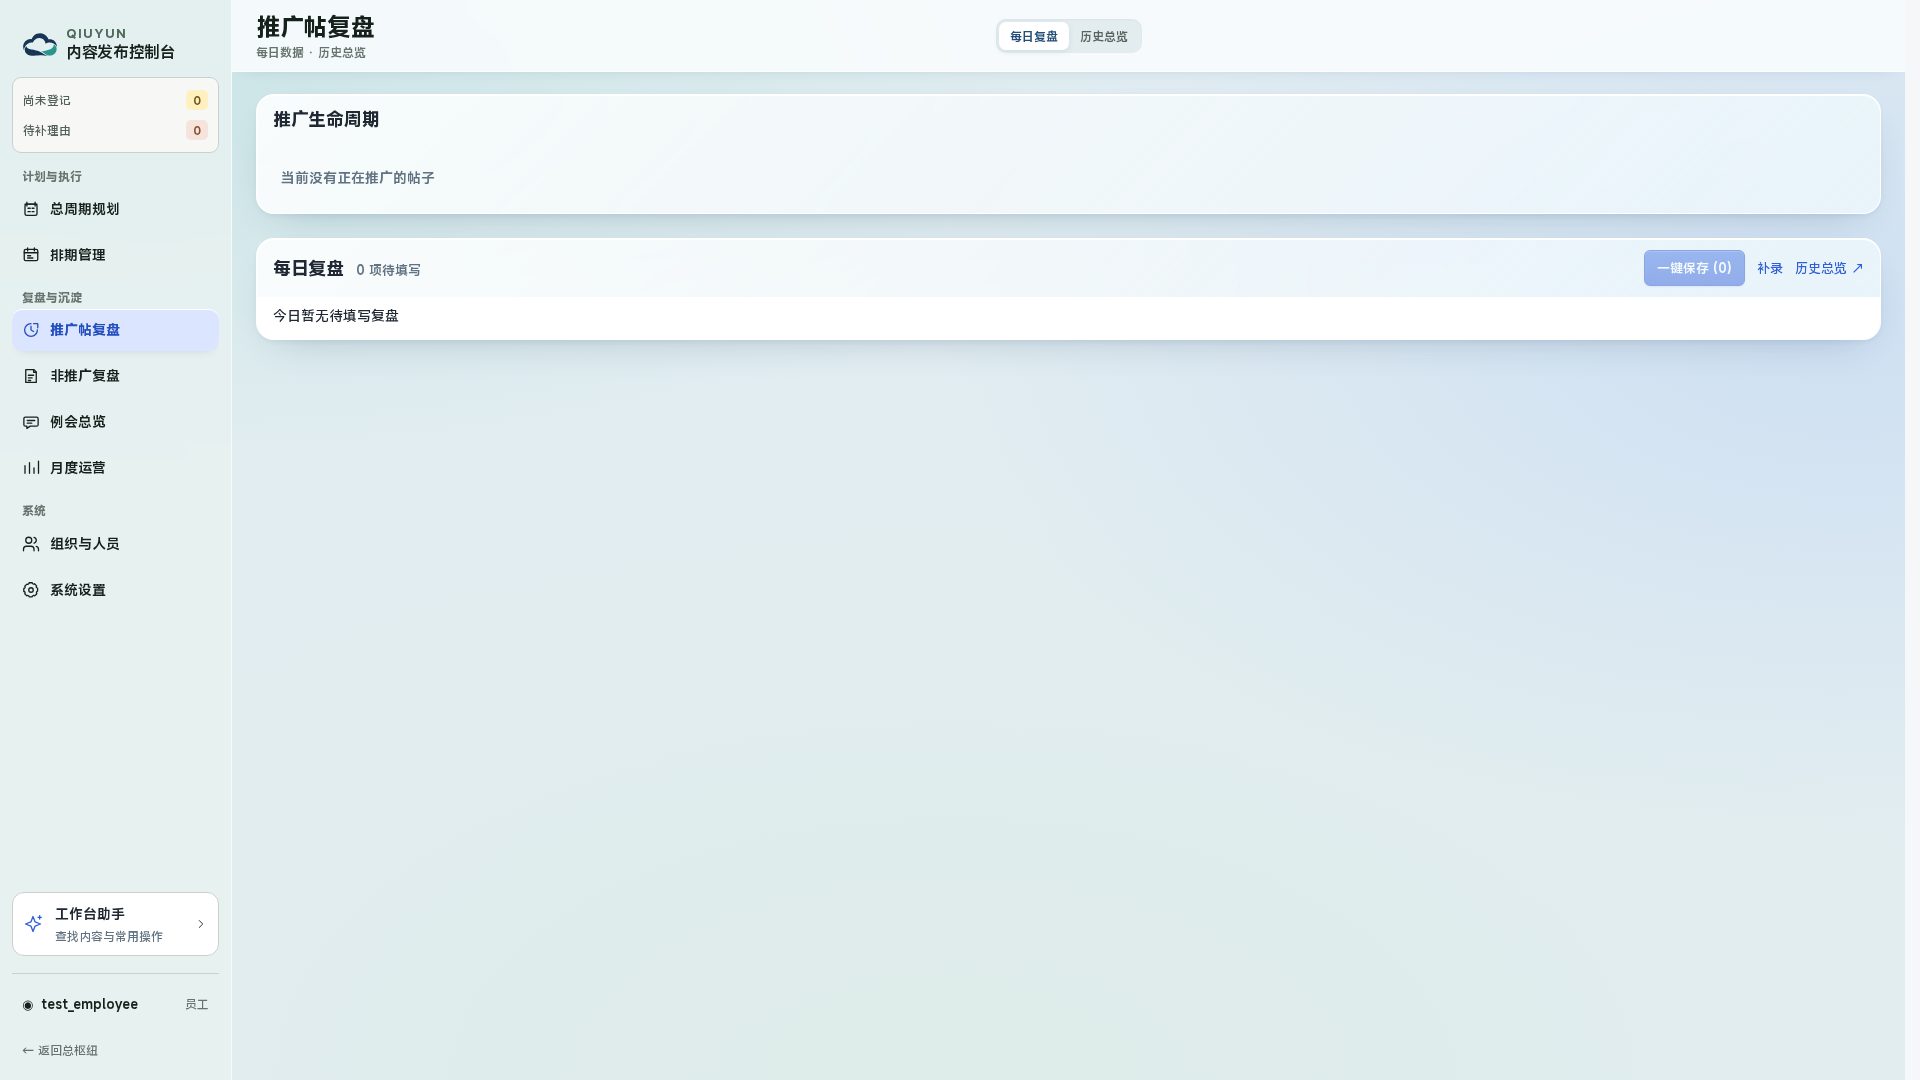 QIUYUN
内容发布控制台
尚未登记 0
待补理由 0
计划与执行
总周期规划
排期管理
复盘与沉淀
推广帖复盘
非推广复盘
例会总览
月度运营
系统
组织与人员
系统设置
工作台助手
查找内容与常用操作
test_employee 员工
← 返回总枢纽
推广帖复盘
每日数据 · 历史总览
每日复盘 历史总览
推广生命周期
当前没有正在推广的帖子
每日复盘 0 项待填写 一键保存 (0) 补录 历史总览 ↗
今日暂无待填写复盘